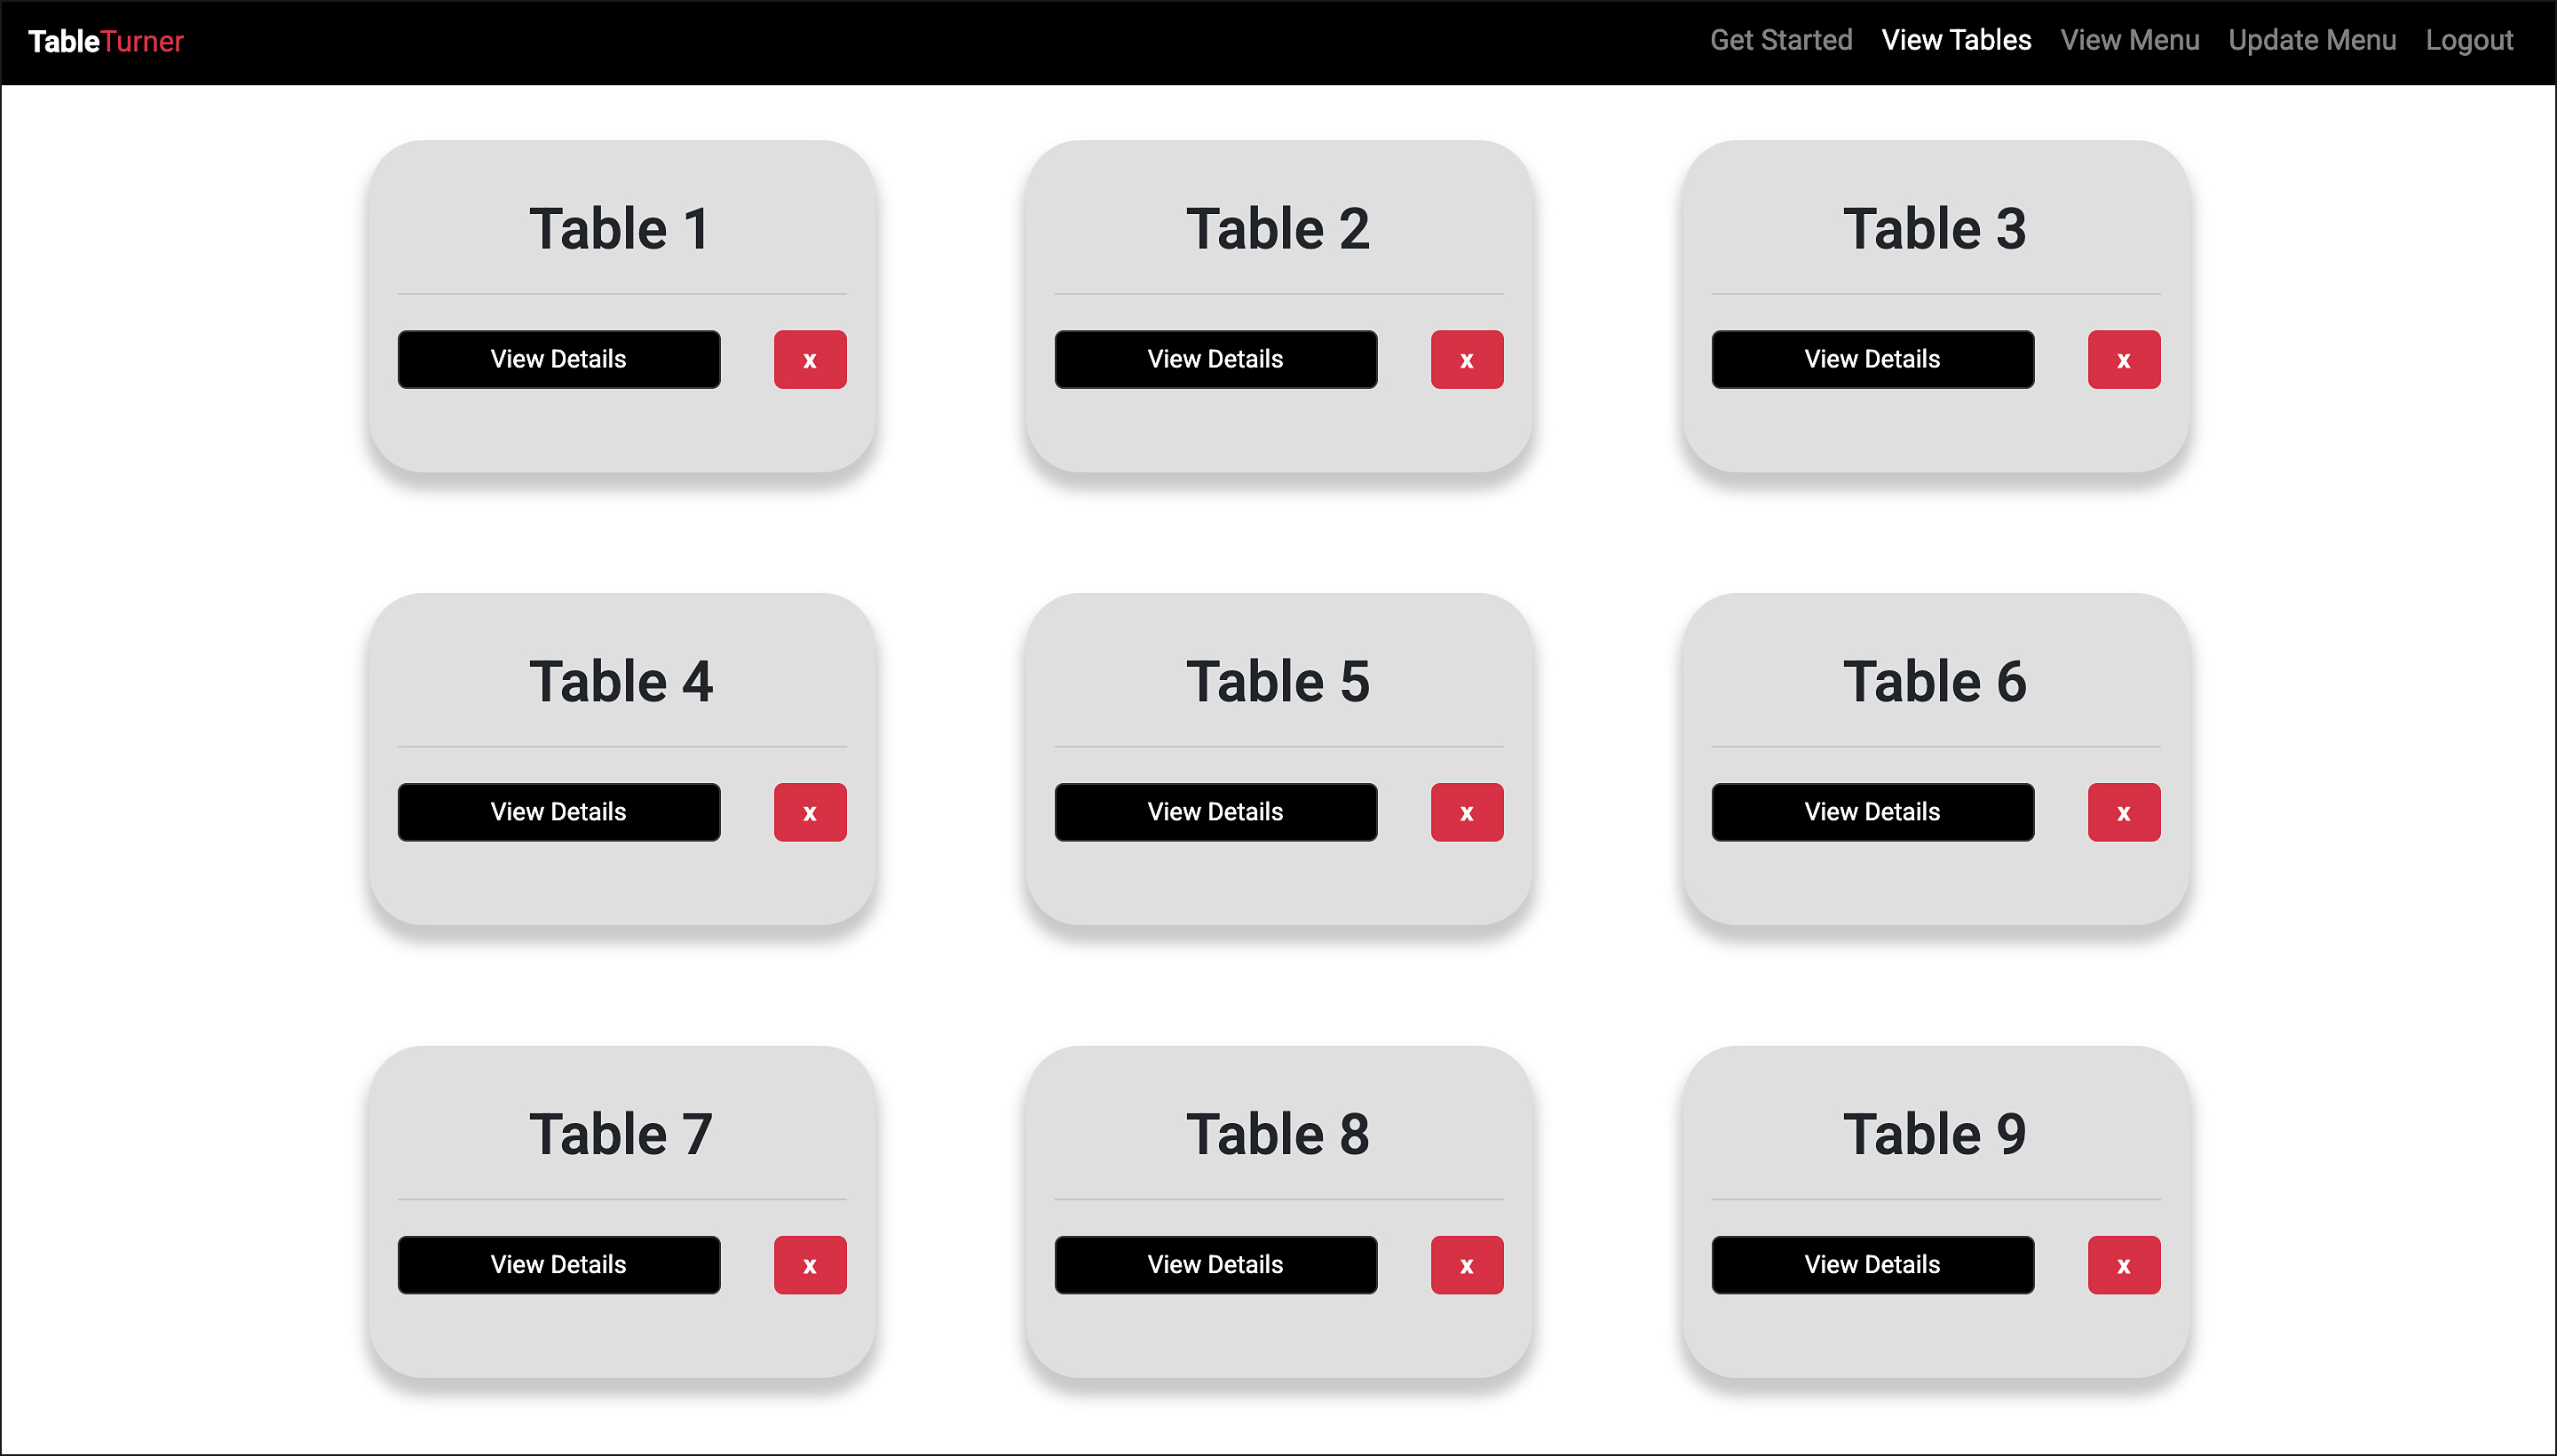 TableTurner Get Started View Tables View Menu Update Menu Logout
Table 1 Table 2 Table 3
View Details x View Details x View Details x
Table 4 Table 5 Table 6
View Details x View Details x View Details x
Table 7 Table 8 Table 9
View Details x View Details x View Details x